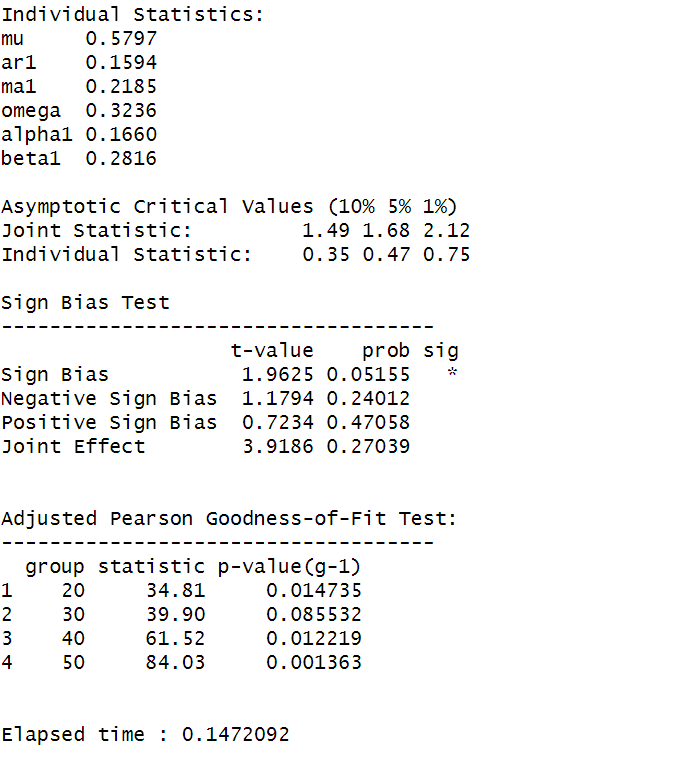 Individual Statistics:
mu     0.5797
ar1    0.1594
ma1    0.2185
omega  0.3236
alpha1 0.1660
beta1  0.2816

Asymptotic Critical Values (10% 5% 1%)
Joint Statistic:         1.49 1.68 2.12
Individual Statistic:    0.35 0.47 0.75

Sign Bias Test
------------------------------------
                   t-value    prob sig
Sign Bias           1.9625 0.05155   *
Negative Sign Bias  1.1794 0.24012
Positive Sign Bias  0.7234 0.47058
Joint Effect        3.9186 0.27039


Adjusted Pearson Goodness-of-Fit Test:
------------------------------------
  group statistic p-value(g-1)
1    20     34.81     0.014735
2    30     39.90     0.085532
3    40     61.52     0.012219
4    50     84.03     0.001363


Elapsed time : 0.1472092